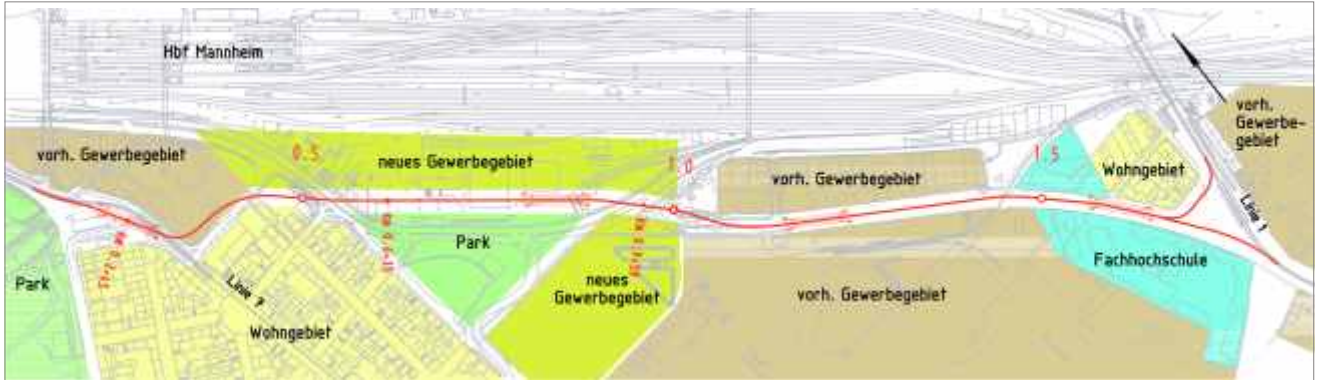 Hbf Mannheim
vorh.
Gewerbe-
gebiet
vorh. Gewerbegebiet
0.5
neues Gewerbegebiet
1.0
vorh. Gewerbegebiet
1.5
Wohngebiet
Linie 1
Park
Park
neues
Gewerbegebiet
Fachhochschule
vorh. Gewerbegebiet
Linie ?
Wohngebiet